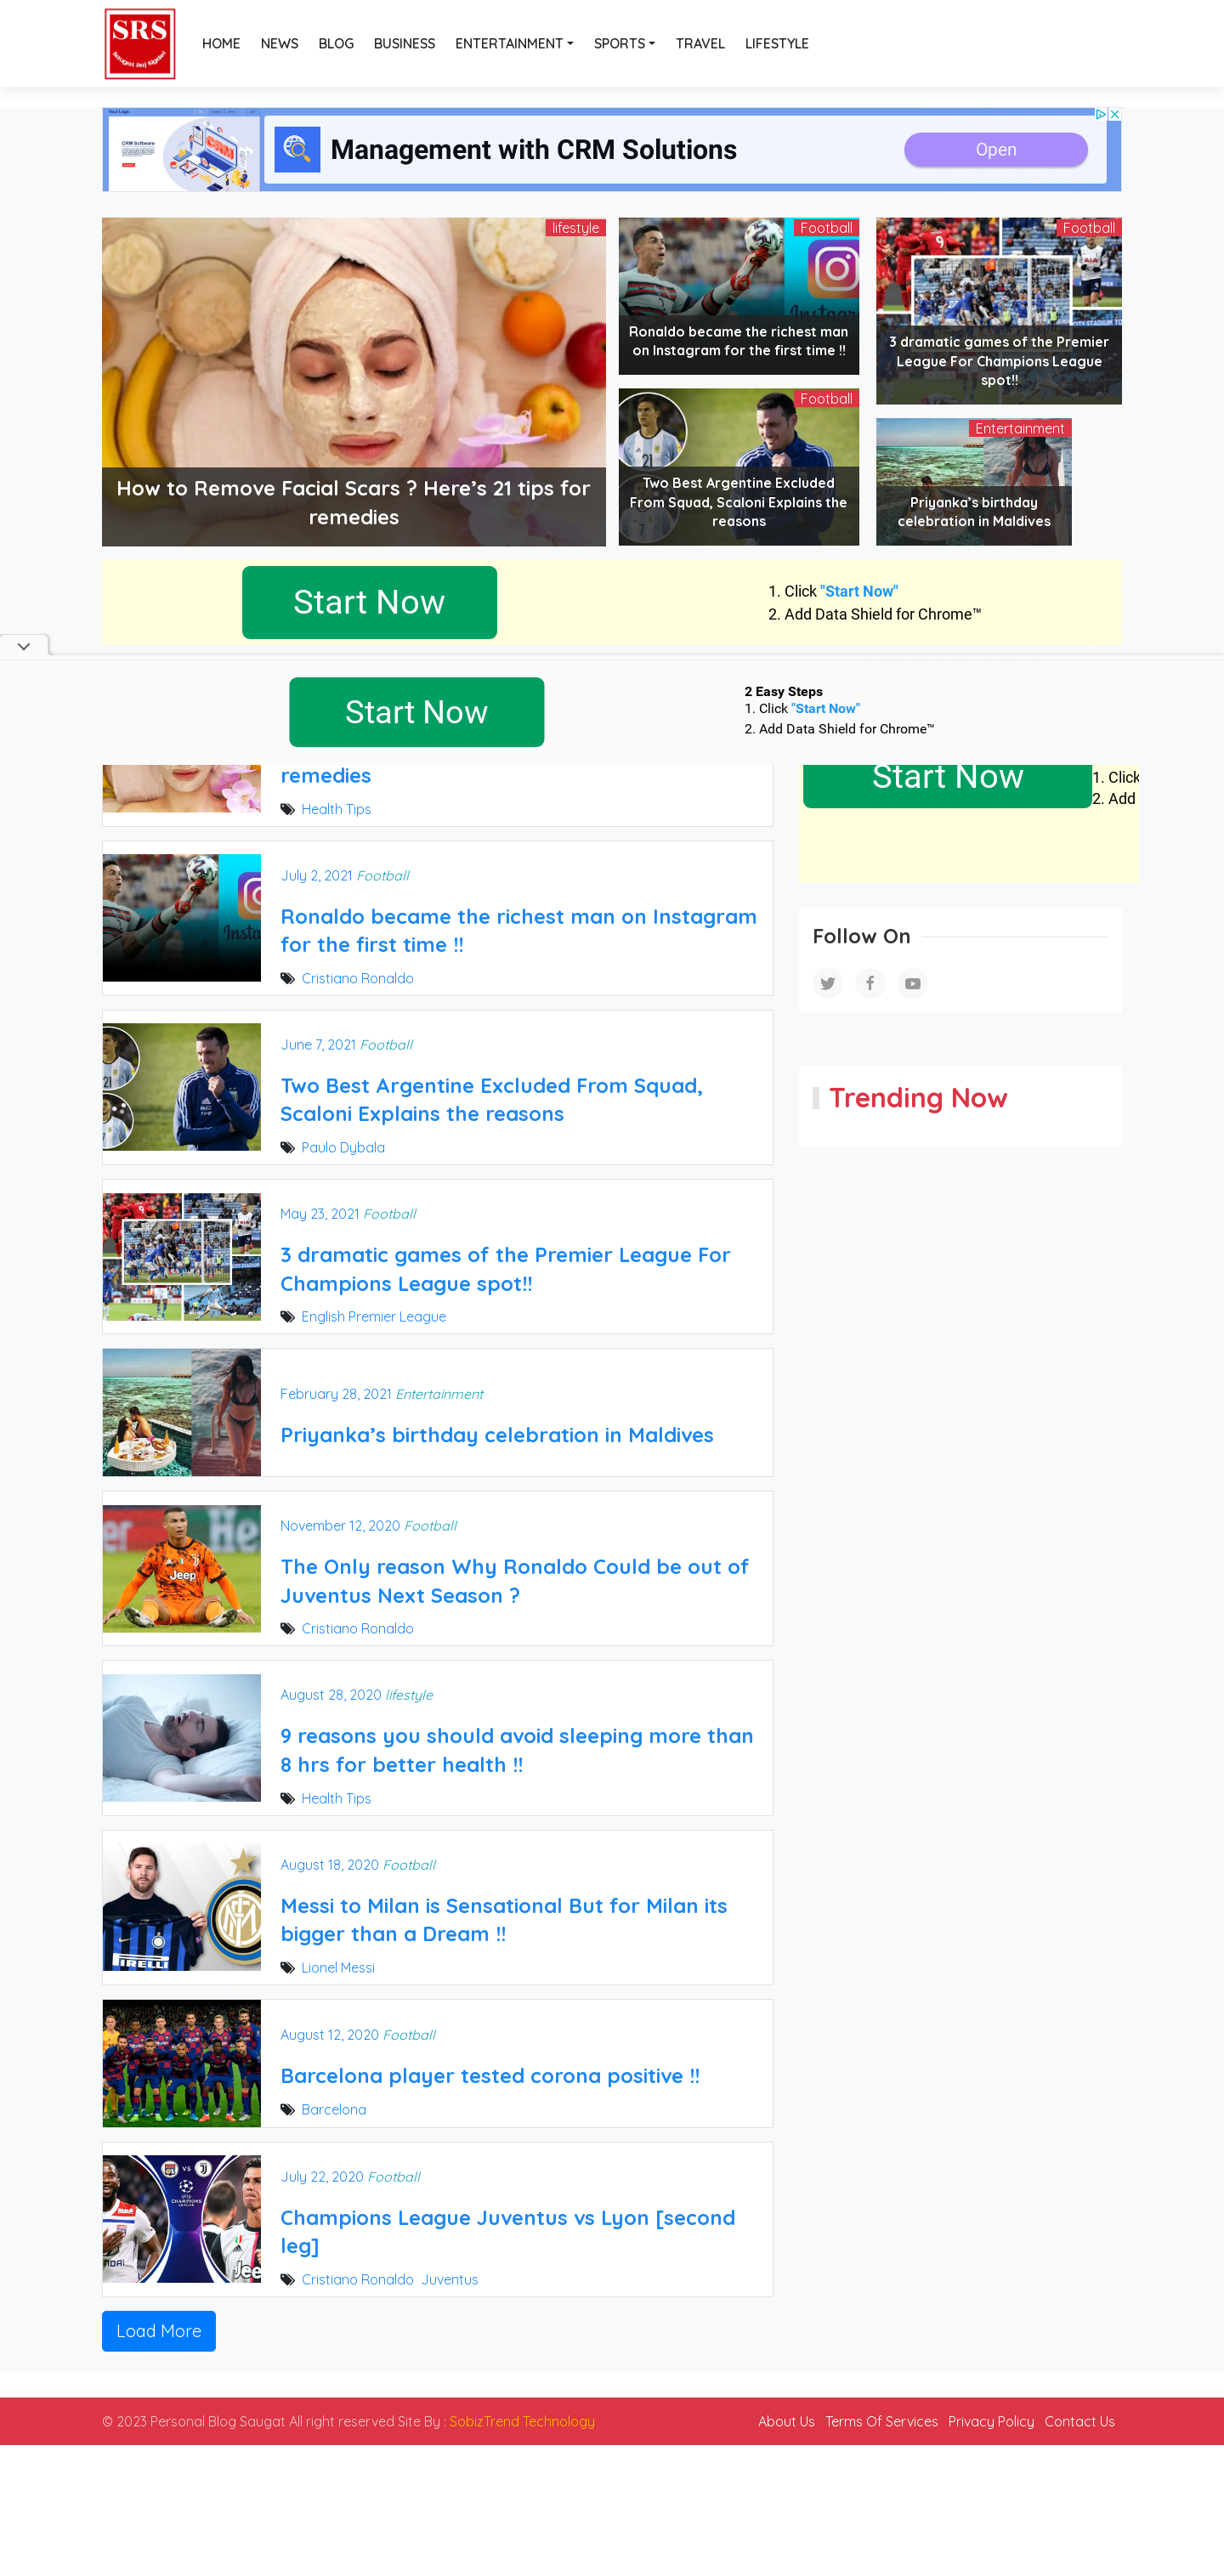 SRS
HOME NEWS BLOG BUSINESS ENTERTAINMENT SPORTS TRAVEL LIFESTYLE
CRM Software
Management with CRM Solutions
Open
lifestyle
How to Remove Facial Scars ? Here’s 21 tips for
remedies
Football
Ronaldo became the richest man
on Instagram for the first time !!
Football
Two Best Argentine Excluded
From Squad, Scaloni Explains the
reasons
Football
3 dramatic games of the Premier
League For Champions League
spot!!
Entertainment
Priyanka’s birthday
celebration in Maldives
Start Now
1. Click "Start Now"
2. Add Data Shield for Chrome™
Start Now
2 Easy Steps
1. Click "Start Now"
2. Add Data Shield for Chrome™
remedies
Health Tips
Start Now
1. Click
2. Add
July 2, 2021 Football
Ronaldo became the richest man on Instagram
for the first time !!
Cristiano Ronaldo
Follow On
June 7, 2021 Football
Two Best Argentine Excluded From Squad,
Scaloni Explains the reasons
Paulo Dybala
Trending Now
May 23, 2021 Football
3 dramatic games of the Premier League For
Champions League spot!!
English Premier League
February 28, 2021 Entertainment
Priyanka’s birthday celebration in Maldives
Jeep
November 12, 2020 Football
The Only reason Why Ronaldo Could be out of
Juventus Next Season ?
Cristiano Ronaldo
August 28, 2020 lifestyle
9 reasons you should avoid sleeping more than
8 hrs for better health !!
Health Tips
IRELLI
August 18, 2020 Football
Messi to Milan is Sensational But for Milan its
bigger than a Dream !!
Lionel Messi
August 12, 2020 Football
Barcelona player tested corona positive !!
Barcelona
VS
CHAMPIONS
LEAGUE
July 22, 2020 Football
Champions League Juventus vs Lyon [second
leg]
Cristiano Ronaldo Juventus
Load More
© 2023 Personal Blog Saugat All right reserved Site By : SobizTrend Technology
About Us Terms Of Services Privacy Policy Contact Us